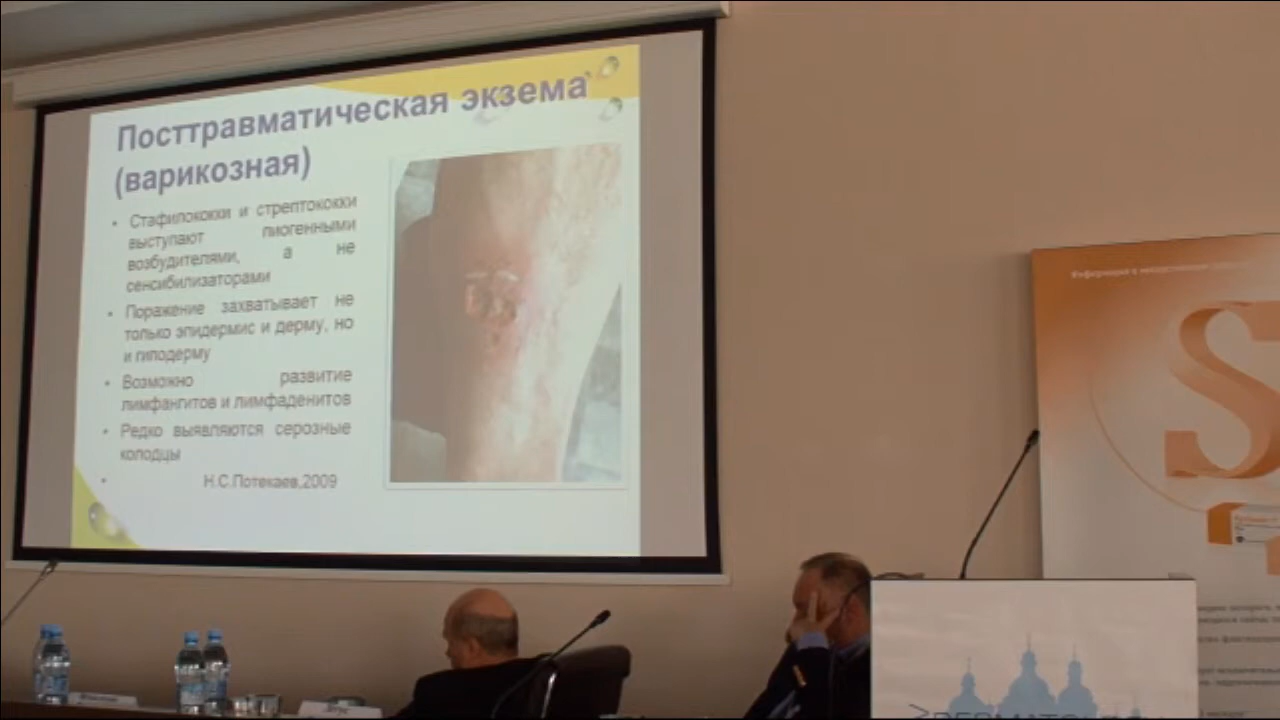 Посттравматическая экзема
(варикозная)
• Стафилококки и стрептококки
выступают пиогенными
возбудителями, а не
сенсибилизаторами
• Поражение захватывает не
только эпидермис и дерму, но
и гиподерму
• Возможно развитие
лимфангитов и лимфаденитов
• Редко выявляются серозные
колодцы
• Н.С.Потекаев,2009
S